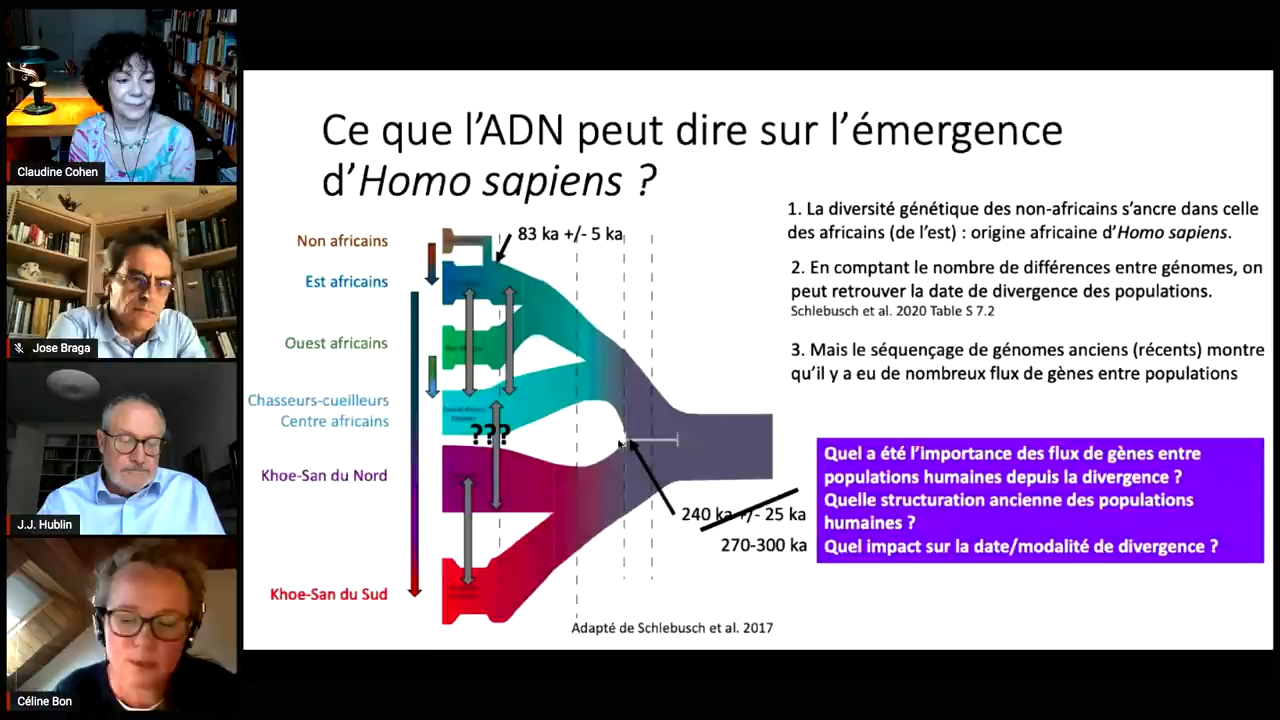 Claudine Cohen
Jose Braga
J.J. Hublin
Céline Bon
Ce que l'ADN peut dire sur l'émergence
d'Homo sapiens ?
Non africains
Est africains
Ouest africains
Chasseurs-cueilleurs
Centre africains
Khoe-San du Nord
Khoe-San du Sud
83 ka +/- 5 ka
???
240 ka +/- 25 ka
270-300 ka
Adapté de Schlebusch et al. 2017
1. La diversité génétique des non-africains s'ancre dans celle
des africains (de l'est) : origine africaine d'Homo sapiens.
2. En comptant le nombre de différences entre génomes, on
peut retrouver la date de divergence des populations.
Schlebusch et al. 2020 Table S 7.2
3. Mais le séquençage de génomes anciens (récents) montre
qu'il y a eu de nombreux flux de gènes entre populations
Quel a été l'importance des flux de gènes entre
populations humaines depuis la divergence ?
Quelle structuration ancienne des populations
humaines ?
Quel impact sur la date/modalité de divergence ?